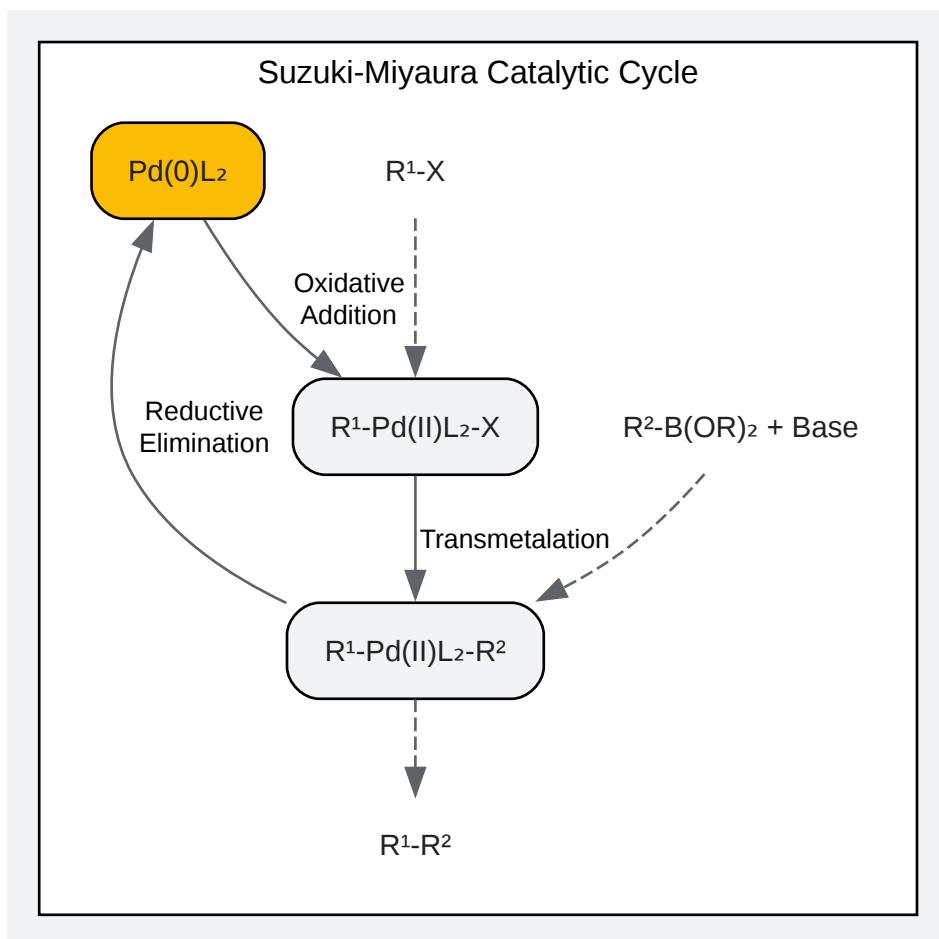 Suzuki-Miyaura Catalytic Cycle
Pd(0)L₂
R¹-X
Oxidative
Addition
Reductive
Elimination
R¹-Pd(II)L₂-X
R²-B(OR)₂ + Base
Transmetalation
R¹-Pd(II)L₂-R²
R¹-R²